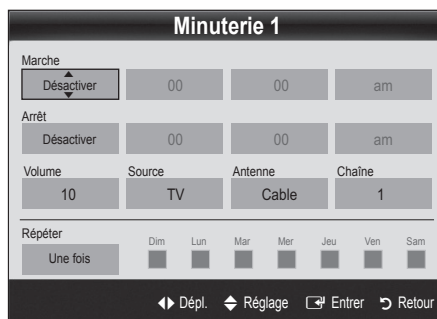 Minuterie 1
Marche
Désactiver 00 00 am
Arrêt
Désactiver 00 00 am
Volume Source Antenne Chaîne
10 TV Cable 1
Répéter Dim Lun Mar Mer Jeu Ven Sam
Une fois
Dépl. Réglage Entrer Retour